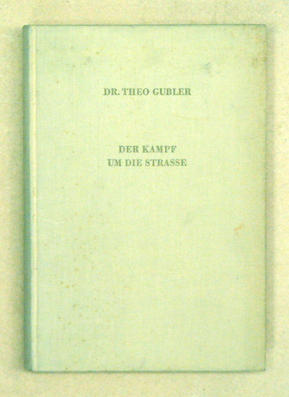 DR. THEO GUBLER
DER KAMPF
UM DIE STRASSE